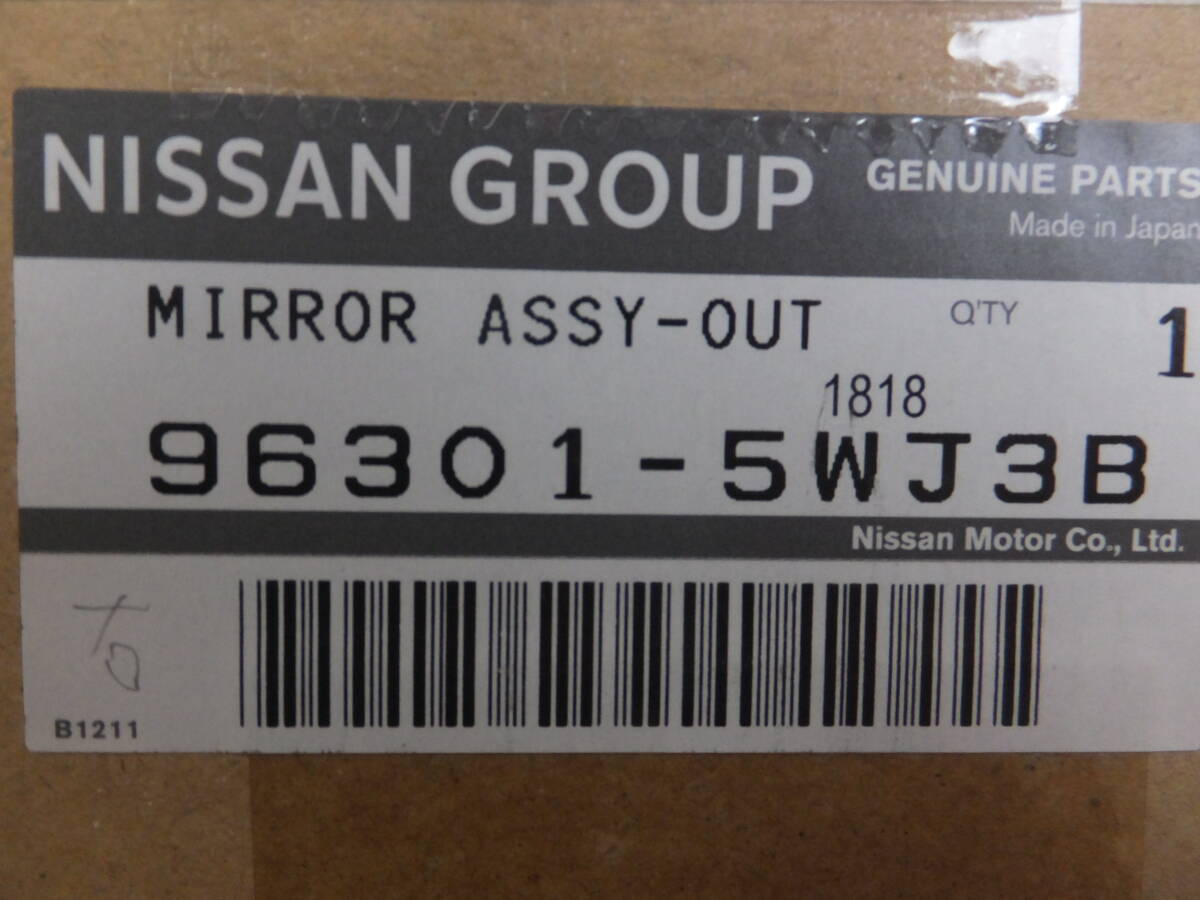 NISSAN GROUP GENUINE PARTS
Made in Japan
MIRROR ASSY-OUT Q'TY 1
1818
96301-5WJ3B
Nissan Motor Co., Ltd.
B1211